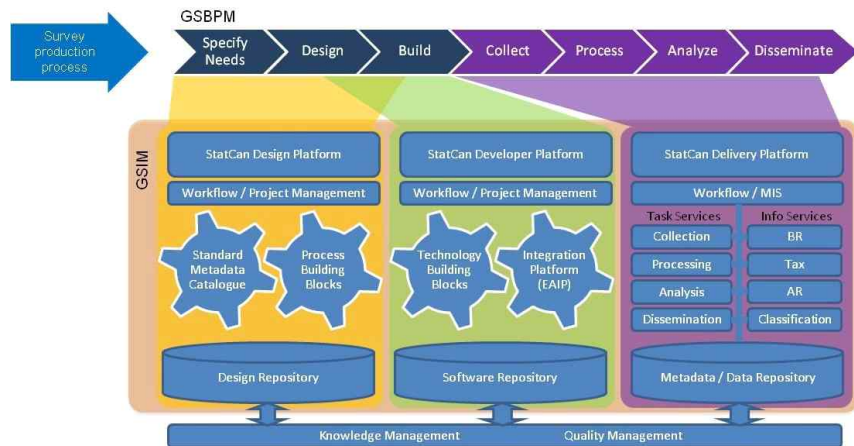 GSBPM
Survey
production
process
Specify
Needs
Design
Build
Collect
Process
Analyze
Disseminate
GSIM
StatCan Design Platform
Workflow / Project Management
Standard
Metadata
Catalogue
Process
Building
Blocks
Design Repository
StatCan Developer Platform
Workflow / Project Management
Technology
Building
Blocks
Integration
Platform
(EAIP)
Software Repository
StatCan Delivery Platform
Workflow / MIS
Task Services
Info Services
Collection
BR
Processing
Tax
Analysis
AR
Dissemination
Classification
Metadata / Data Repository
Knowledge Management
Quality Management